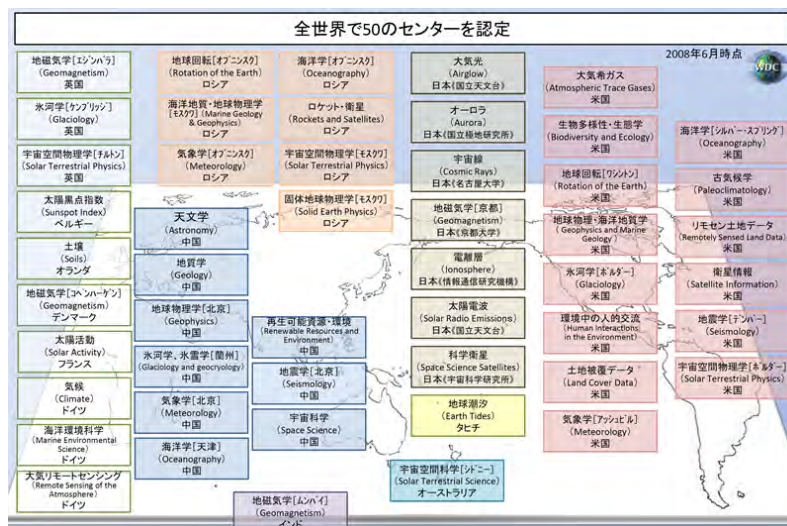 全世界で50のセンターを認定
2008年6月時点
WDC
地磁気学[エジンバラ]
(Geomagnetism)
英国
氷河学[ケンブリッジ]
(Glaciology)
英国
宇宙空間物理学[チルトン]
(Solar Terrestrial Physics)
英国
太陽黒点指数
(Sunspot Index)
ベルギー
土壌
(Soils)
オランダ
地磁気学[コペンハーゲン]
(Geomagnetism)
デンマーク
太陽活動
(Solar Activity)
フランス
気候
(Climate)
ドイツ
海洋環境科学
(Marine Environmental
Science)
ドイツ
大気リモートセンシング
(Remote Sensing of the
Atmosphere)
ドイツ
地球回転[オブニンスク]
(Rotation of the Earth)
ロシア
海洋地質・地球物理学
[モスクワ] (Marine Geology
& Geophysics)
ロシア
気象学[オブニンスク]
(Meteorology)
ロシア
海洋学[オブニンスク]
(Oceanography)
ロシア
ロケット・衛星
(Rockets and Satellites)
ロシア
宇宙空間物理学[モスクワ]
(Solar Terrestrial Physics)
ロシア
固体地球物理学[モスクワ]
(Solid Earth Physics)
ロシア
天文学
(Astronomy)
中国
地質学
(Geology)
中国
地球物理学[北京]
(Geophysics)
中国
氷河学、氷雪学[蘭州]
(Glaciology and geocryology)
中国
気象学[北京]
(Meteorology)
中国
海洋学[天津]
(Oceanography)
中国
再生可能資源・環境
(Renewable Resources and
Environment)
中国
地震学[北京]
(Seismology)
中国
宇宙科学
(Space Science)
中国
地磁気学[ムンバイ]
(Geomagnetism)
インド
大気光
(Airglow)
日本《国立天文台》
オーロラ
(Aurora)
日本《国立極地研究所》
宇宙線
(Cosmic Rays)
日本《名古屋大学》
地磁気学[京都]
(Geomagnetism)
日本《京都大学》
電離層
(Ionosphere)
日本《情報通信研究機構》
太陽電波
(Solar Radio Emissions)
日本《国立天文台》
科学衛星
(Space Science Satellites)
日本《宇宙科学研究所》
地球潮汐
(Earth Tides)
タヒチ
宇宙空間科学[シドニー]
(Solar Terrestrial Science)
オーストラリア
大気希ガス
(Atmospheric Trace Gases)
米国
生物多様性・生態学
(Biodiversity and Ecology)
米国
地球回転[ワシントン]
(Rotation of the Earth)
米国
地球物理・海洋地質学
(Geophysics and Marine
Geology)
米国
氷河学[ボルダー]
(Glaciology)
米国
環境中の人的交流
(Human Interactions
in the Environment)
米国
土地被覆データ
(Land Cover Data)
米国
気象学[アッシュビル]
(Meteorology)
米国
海洋学[シルバー・スプリング]
(Oceanography)
米国
古気候学
(Paleoclimatology)
米国
リモセン土地データ
(Remotely Sensed Land Data)
米国
衛星情報
(Satellite Information)
米国
地震学[デンバー]
(Seismology)
米国
宇宙空間物理学[ボルダー]
(Solar Terrestrial Physics)
米国